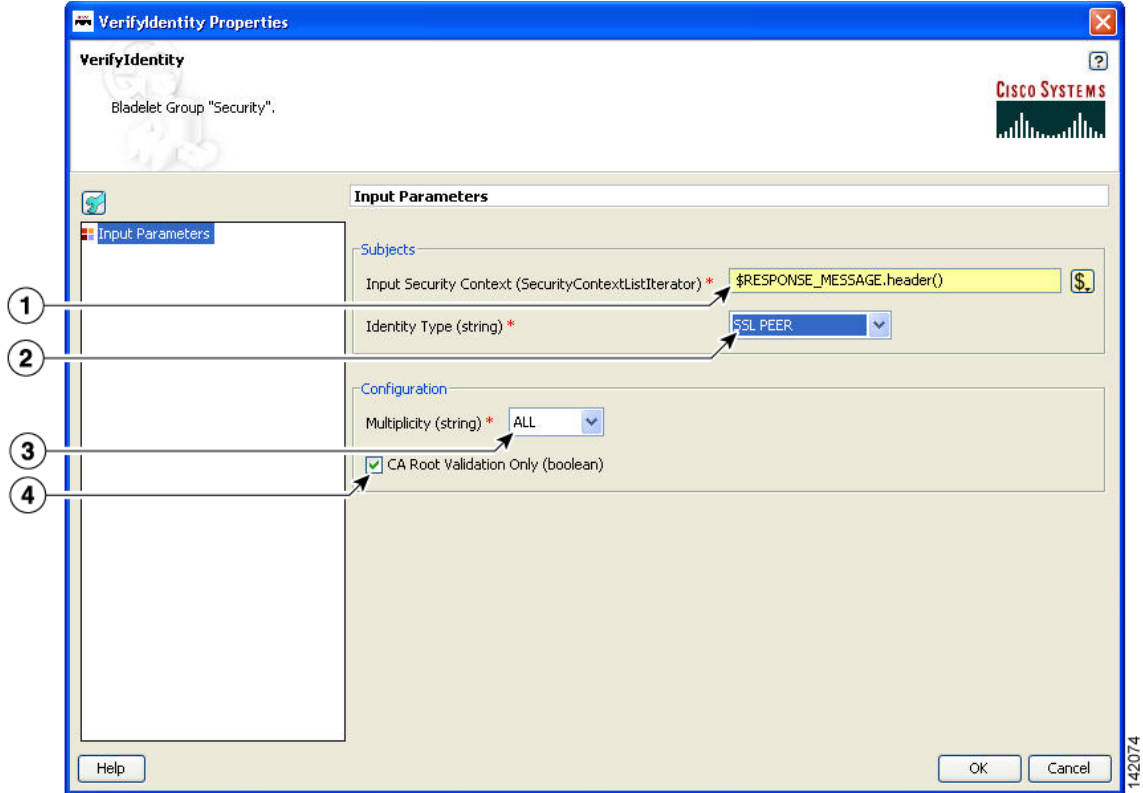 VerifyIdentity Properties
VerifyIdentity
?
Bladelet Group "Security".
CISCO SYSTEMS
Input Parameters
Input Parameters
Subjects
Input Security Context (SecurityContextListIterator) * $RESPONSE_MESSAGE.header() $
1
Identity Type (string) * SSL PEER
2
Configuration
Multiplicity (string) * ALL
3
CA Root Validation Only (boolean)
4
Help OK Cancel
142074